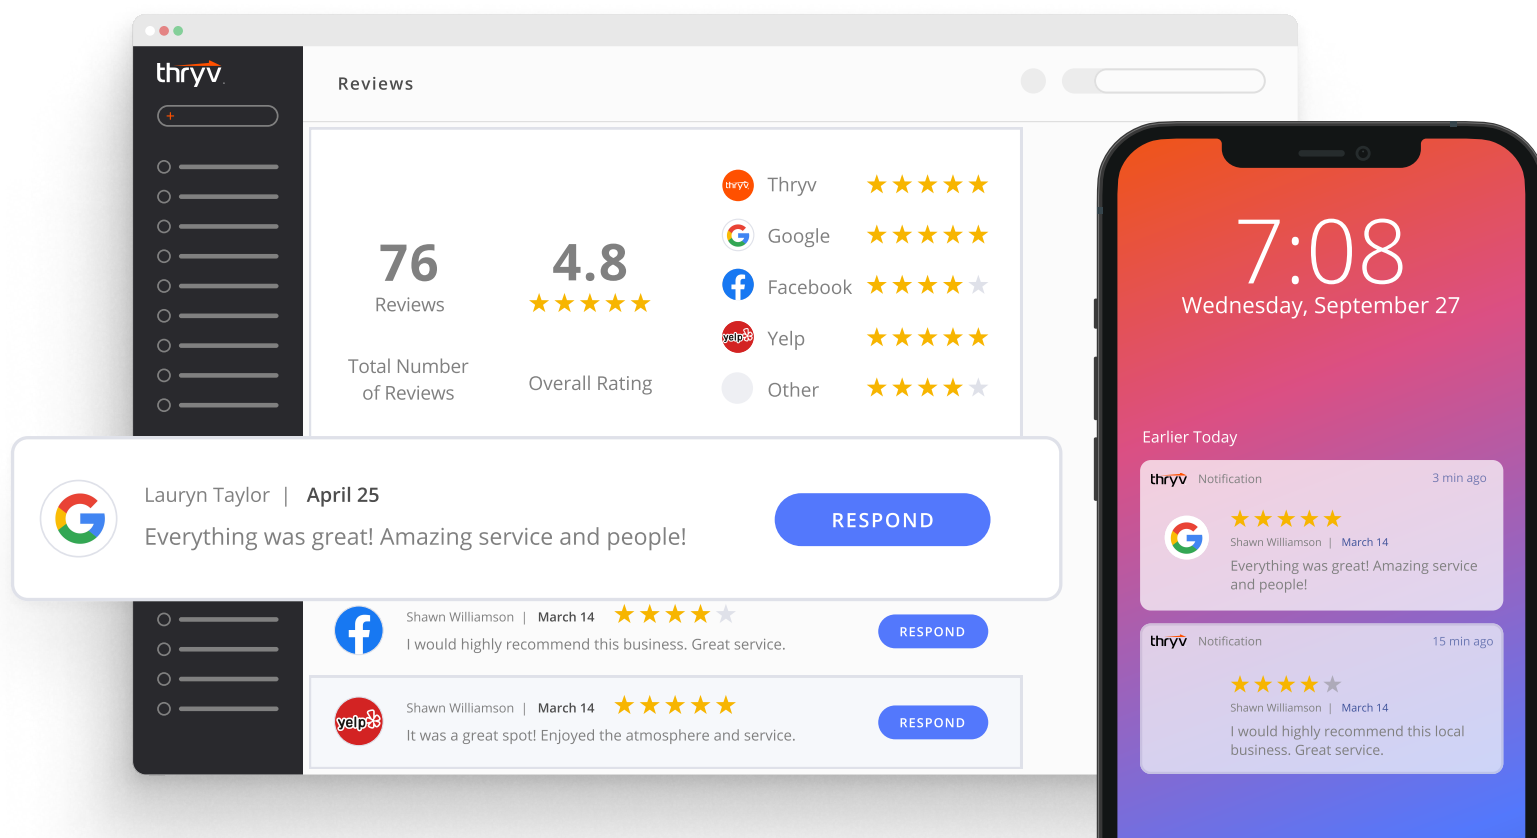 thryv
+
Reviews
76
Reviews
Total Number
of Reviews
4.8
Overall Rating
thryv Thryv
Google
f Facebook
yelp Yelp
Other
Lauryn Taylor | April 25
Everything was great! Amazing service and people!
RESPOND
Shawn Williamson | March 14
I would highly recommend this business. Great service.
RESPOND
yelp
Shawn Williamson | March 14
It was a great spot! Enjoyed the atmosphere and service.
RESPOND
7:08
Wednesday, September 27
Earlier Today
thryv Notification 3 min ago
Shawn Williamson | March 14
Everything was great! Amazing service
and people!
thryv Notification 15 min ago
Shawn Williamson | March 14
I would highly recommend this local
business. Great service.